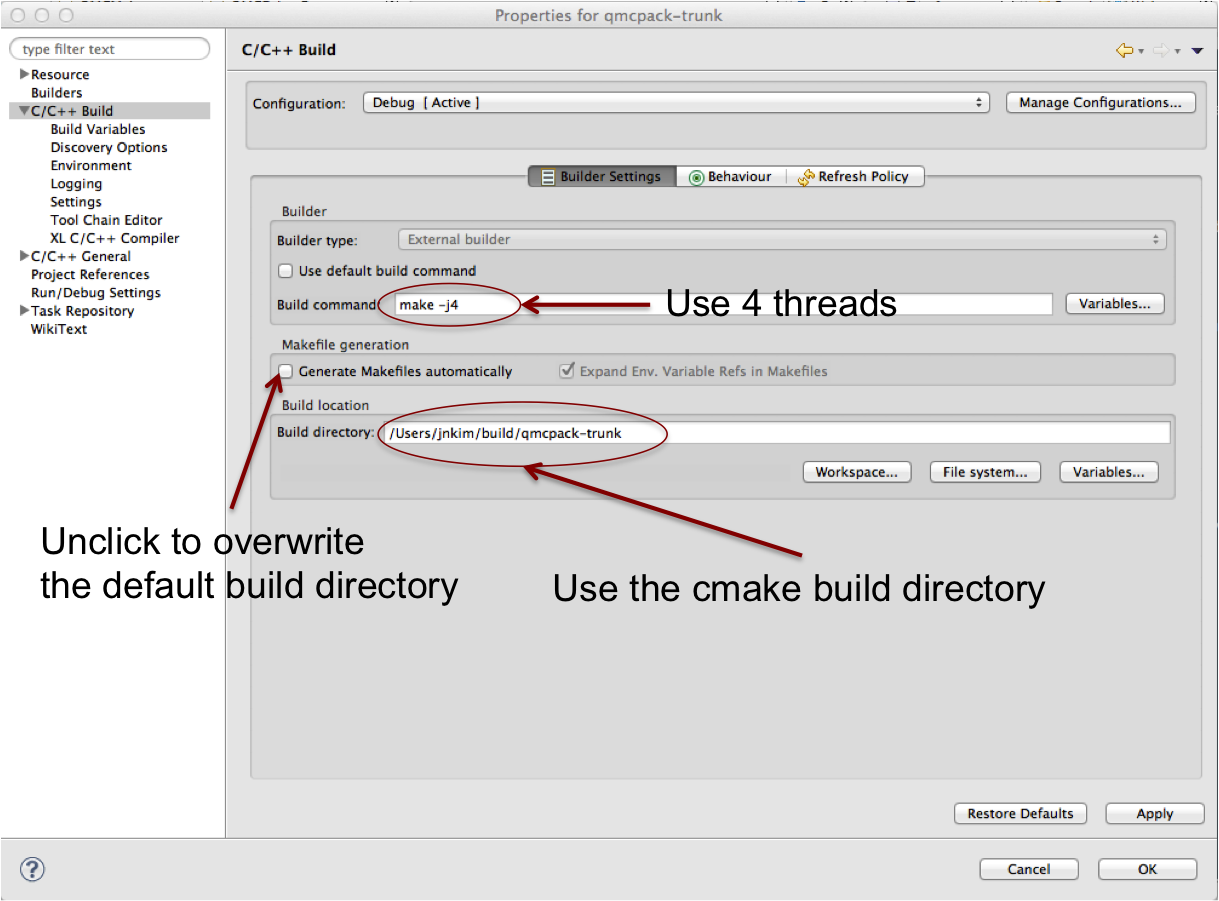 Properties for qmcpack-trunk
type filter text
Resource
Builders
C/C++ Build
Build Variables
Discovery Options
Environment
Logging
Settings
Tool Chain Editor
XL C/C++ Compiler
C/C++ General
Project References
Run/Debug Settings
Task Repository
WikiText
C/C++ Build
Configuration: Debug [ Active ] Manage Configurations...
Builder Settings Behaviour Refresh Policy
Builder
Builder type: External builder
Use default build command
Build command: make -j4 Use 4 threads Variables...
Makefile generation
Generate Makefiles automatically Expand Env. Variable Refs in Makefiles
Build location
Build directory: /Users/jnkim/build/qmcpack-trunk
Workspace... File system... Variables...
Unclick to overwrite
the default build directory
Use the cmake build directory
Restore Defaults Apply
? Cancel OK